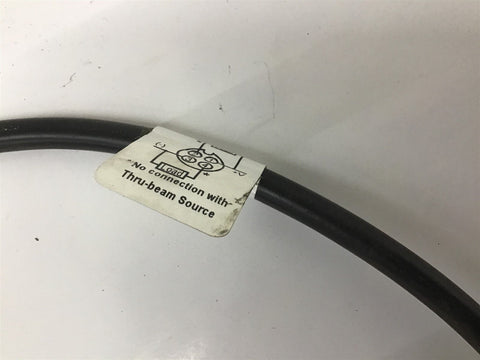 Load *
* No connection with
Thru-beam Source